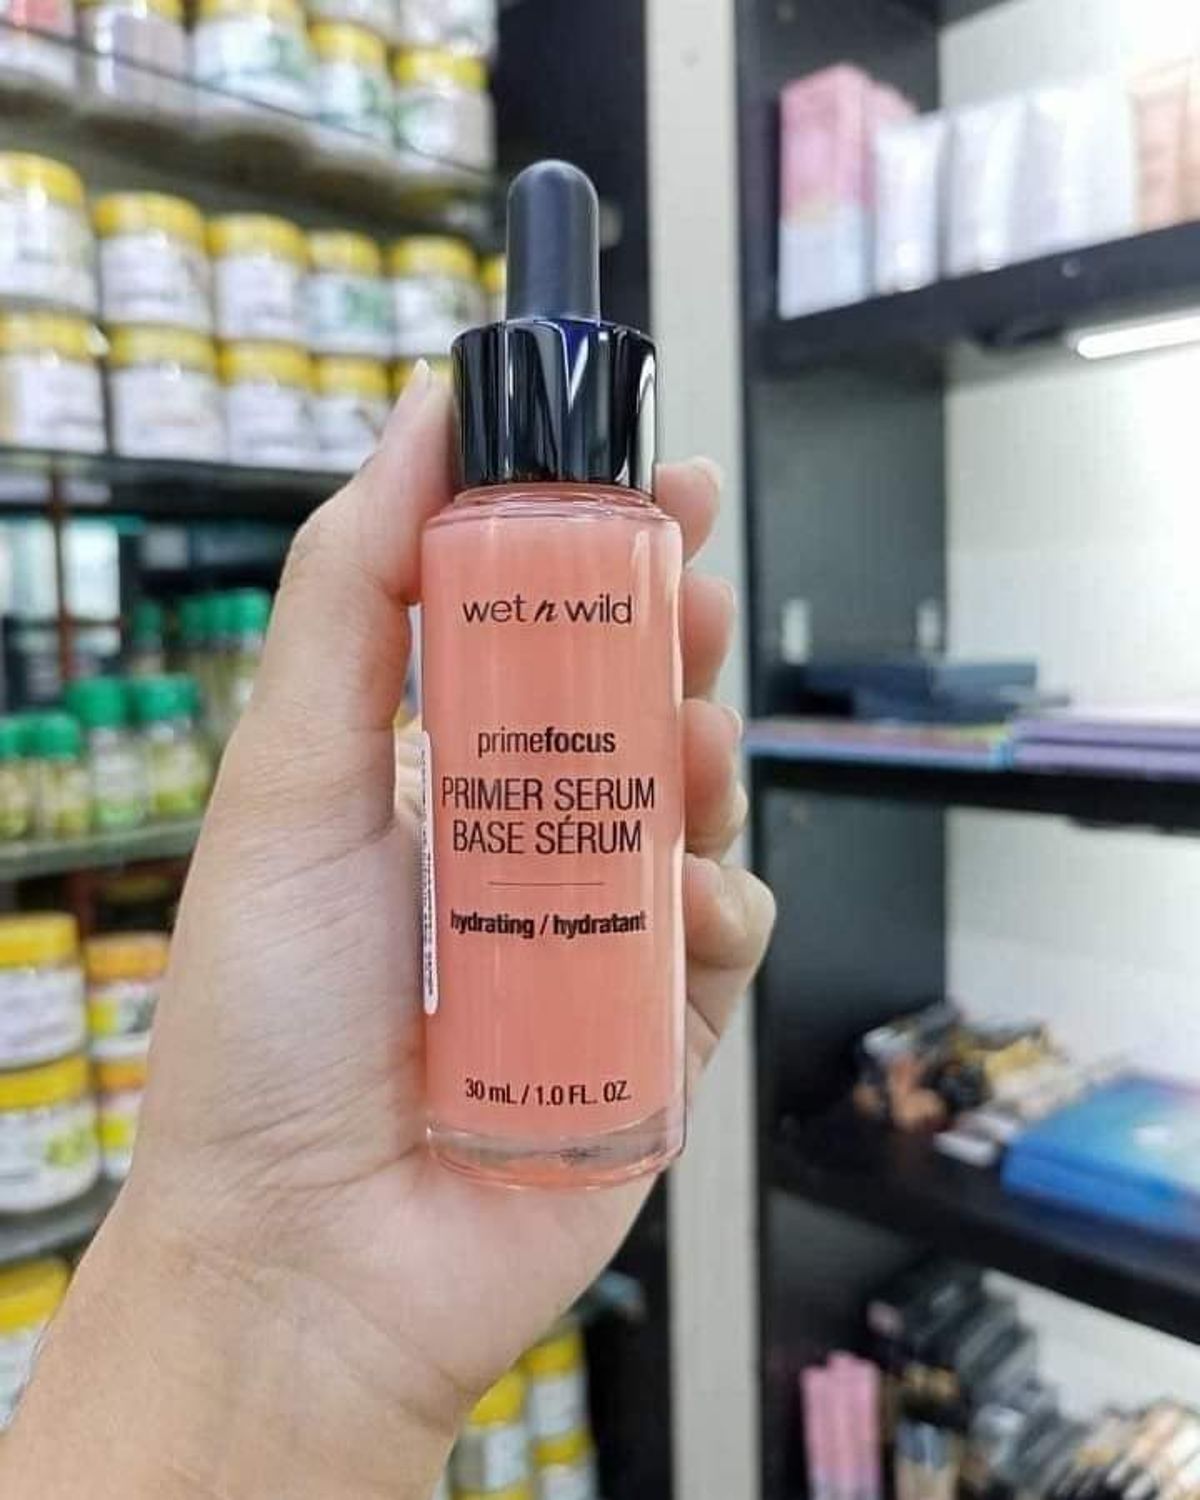 wet n wild
primefocus
PRIMER SERUM
BASE SÉRUM
hydrating / hydratant
30 mL / 1.0 FL. OZ.